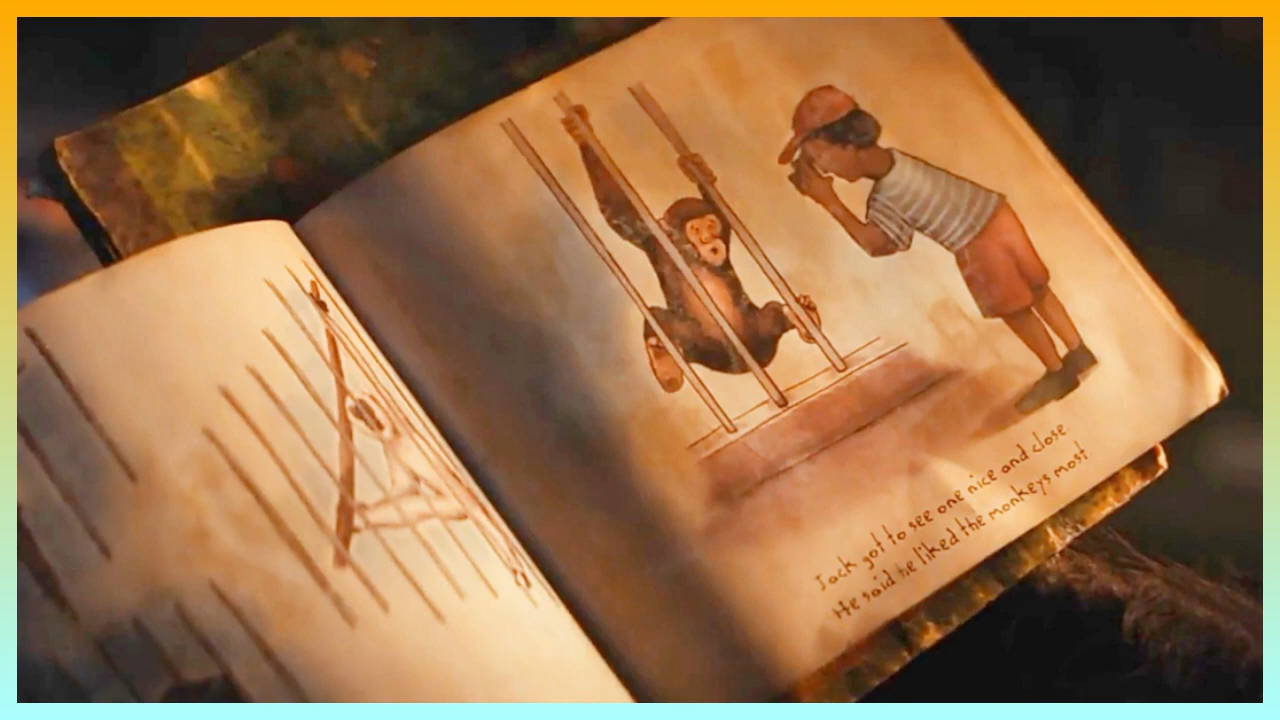 Jack got to see one nice and close.
He said he liked the monkeys most.